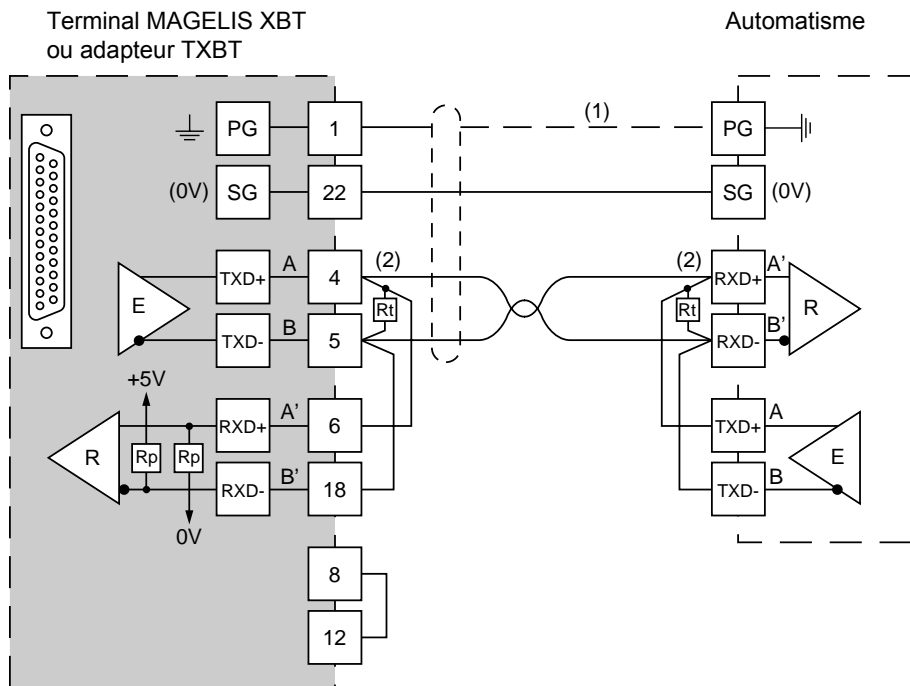 Terminal MAGELIS XBT
ou adapteur TXBT
Automatisme
PG 1 (1) PG
(0V) SG 22 SG (0V)
E TXD+ A 4 (2) (2) RXD+ A'
Rt Rt R
TXD- B 5 RXD- B'
+5V
RXD+ A' 6 TXD+ A
R Rp Rp E
RXD- B' 18 TXD- B
0V
8
12